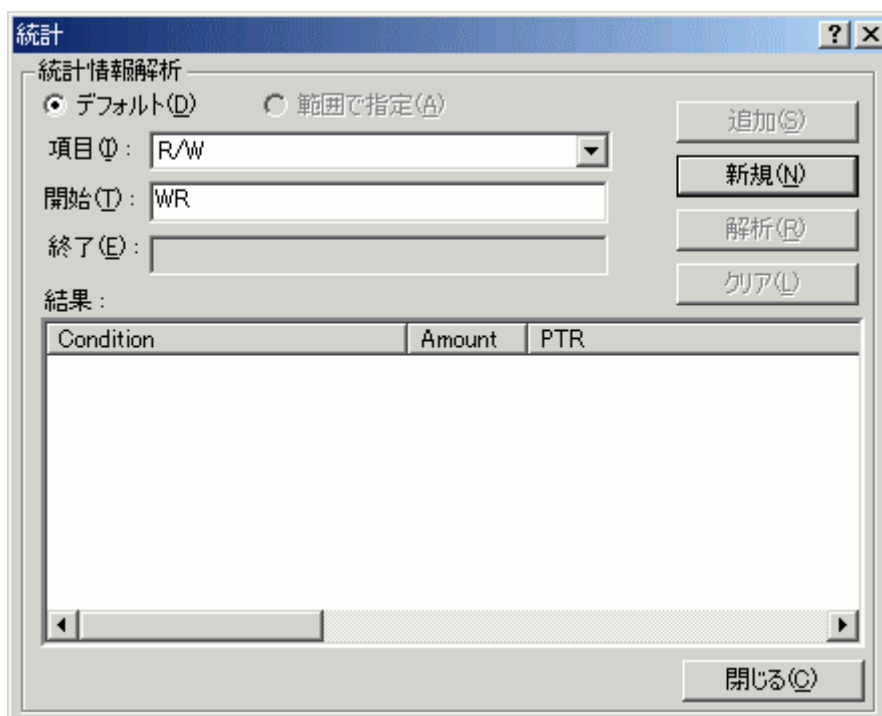 統計
統計情報解析
デフォルト(D) 範囲で指定(A)
追加(S)
項目(I): R/W
新規(N)
開始(T): WR
解析(R)
終了(E):
クリア(L)
結果:
Condition Amount PTR
閉じる(C)